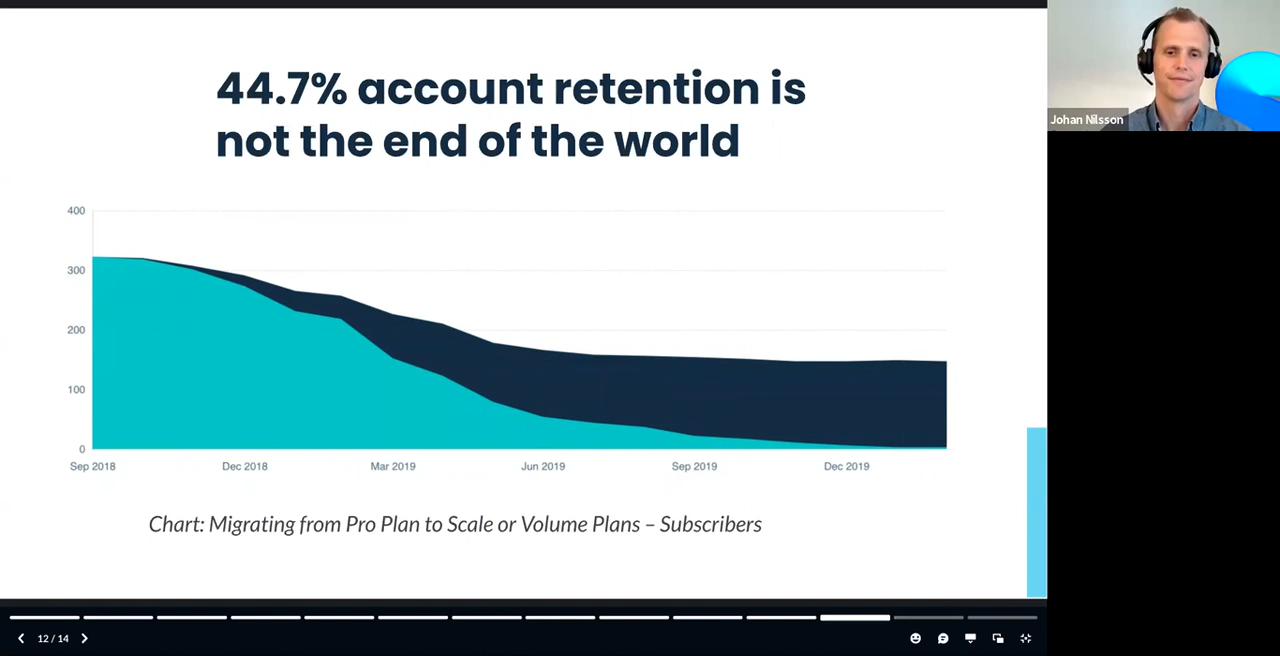 44.7% account retention is
not the end of the world
Johan Nilsson
400
300
200
100
0
Sep 2018
Dec 2018
Mar 2019
Jun 2019
Sep 2019
Dec 2019
Chart: Migrating from Pro Plan to Scale or Volume Plans – Subscribers
12 / 14